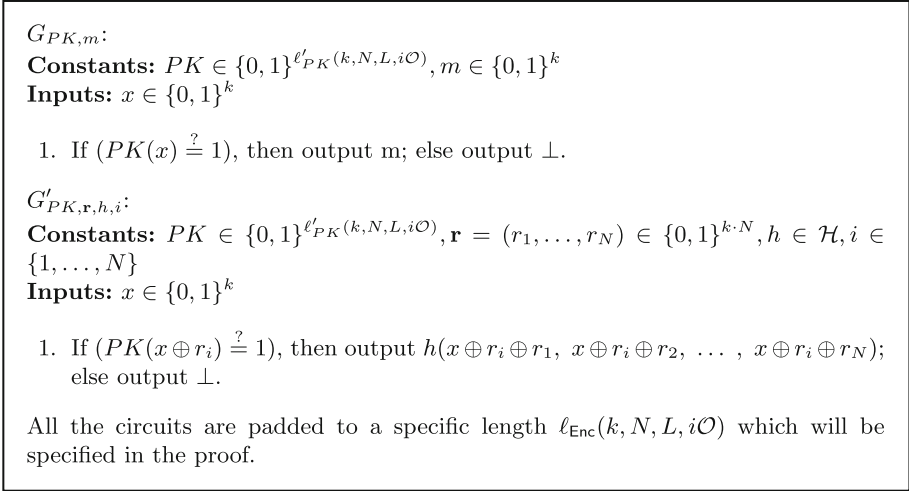 G_{PK,m}:
Constants: PK ∈ {0, 1}^{ℓ′_{PK}(k,N,L,iO)}, m ∈ {0, 1}^k
Inputs: x ∈ {0, 1}^k
1. If (PK(x) ≟ 1), then output m; else output ⊥.
G′_{PK,r,h,i}:
Constants: PK ∈ {0, 1}^{ℓ′_{PK}(k,N,L,iO)}, r = (r_1, . . . , r_N) ∈ {0, 1}^{k·N}, h ∈ H, i ∈
{1, . . . , N}
Inputs: x ∈ {0, 1}^k
1. If (PK(x ⊕ r_i) ≟ 1), then output h(x ⊕ r_i ⊕ r_1, x ⊕ r_i ⊕ r_2, . . . , x ⊕ r_i ⊕ r_N);
else output ⊥.
All the circuits are padded to a specific length ℓ_{Enc}(k, N, L, iO) which will be
specified in the proof.